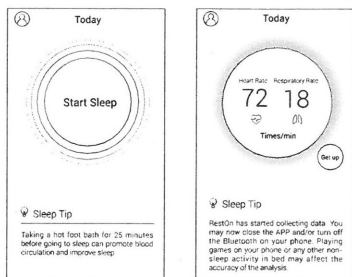 Today
Start Sleep
Sleep Tip
Taking a hot foot bath for 25 minutes
before going to sleep can promote blood
circulation and improve sleep
Today
Heart Rate Respiratory Rate
72 18
Times/min
Get up
Sleep Tip
RestOn has started collecting data. You
may now close the APP and/or turn off
the Bluetooth on your phone. Playing
games on your phone or any other non-
sleep activity in bed may affect the
accuracy of the analysis